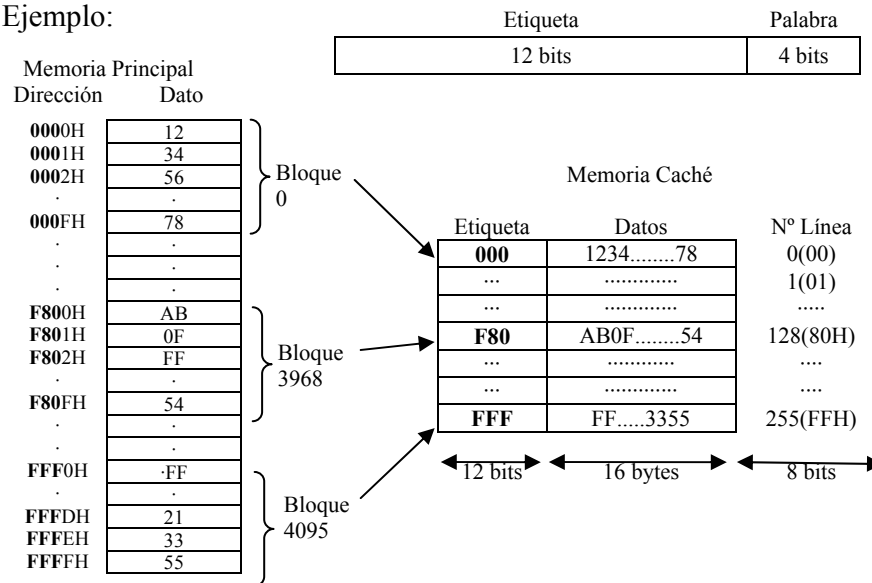 Ejemplo:
Etiqueta Palabra
12 bits 4 bits
Memoria Principal
Dirección Dato
0000H 12
0001H 34
0002H 56
. .
000FH 78
. .
. .
. .
F800H AB
F801H 0F
F802H FF
. .
F80FH 54
. .
. .
FFF0H ·FF
. .
FFFDH 21
FFFEH 33
FFFFH 55
Bloque
0
Bloque
3968
Bloque
4095
Memoria Caché
Etiqueta Datos Nº Línea
000 1234........78 0(00)
... ............. 1(01)
... ............. .....
F80 AB0F........54 128(80H)
... ............ ....
... ............. ....
FFF FF.....3355 255(FFH)
12 bits 16 bytes 8 bits